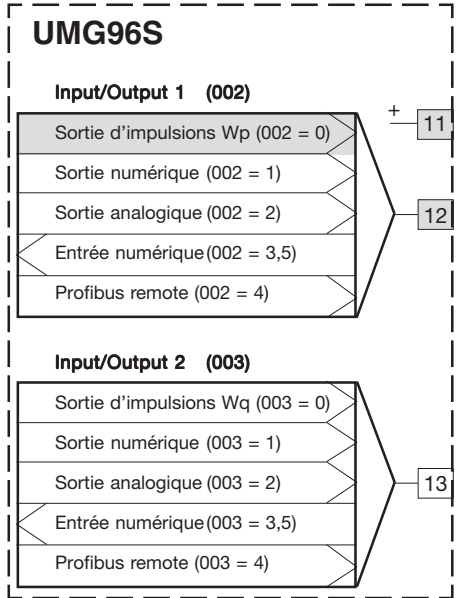 UMG96S
Input/Output 1 (002)
+
11
Sortie d'impulsions Wp (002 = 0)
Sortie numérique (002 = 1)
Sortie analogique (002 = 2)
12
Entrée numérique (002 = 3,5)
Profibus remote (002 = 4)
Input/Output 2 (003)
Sortie d'impulsions Wq (003 = 0)
Sortie numérique (003 = 1)
Sortie analogique (003 = 2)
13
Entrée numérique (003 = 3,5)
Profibus remote (003 = 4)